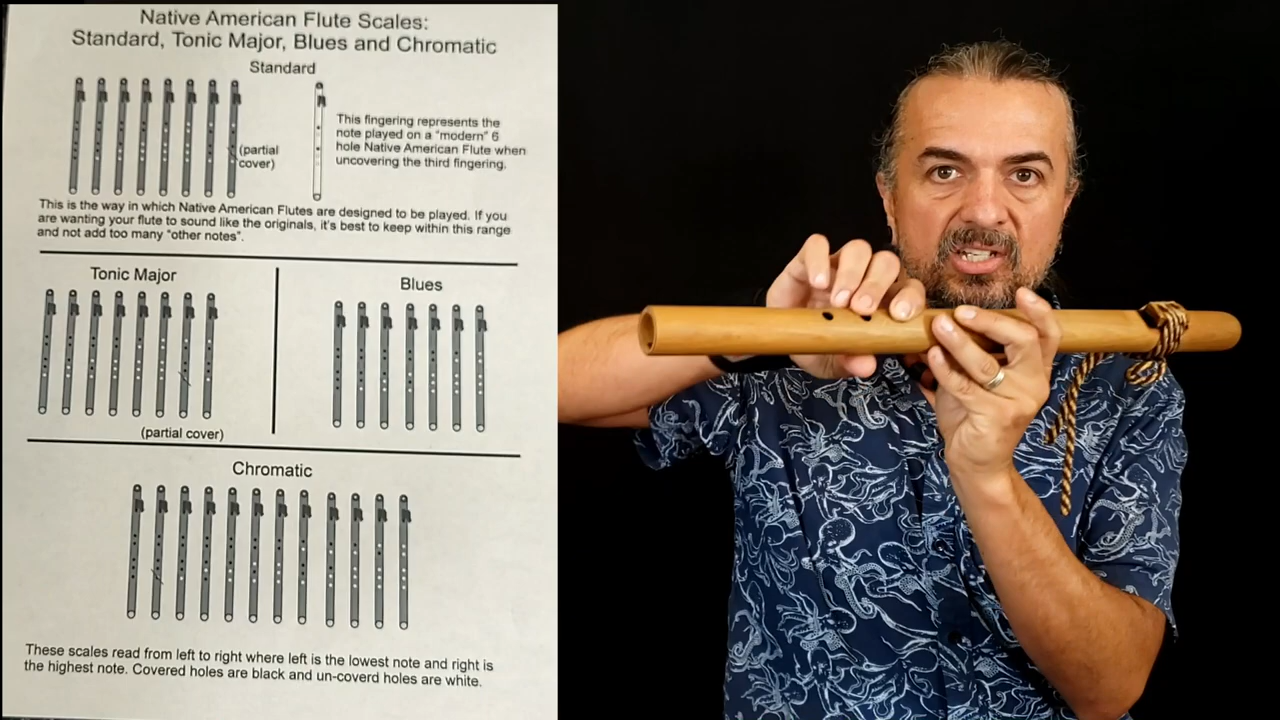 Native American Flute Scales:
Standard, Tonic Major, Blues and Chromatic
Standard
(partial
cover)
This fingering represents the
note played on a "modern" 6
hole Native American Flute when
uncovering the third fingering.
This is the way in which Native American Flutes are designed to be played. If you
are wanting your flute to sound like the originals, it's best to keep within this range
and not add too many "other notes".
Tonic Major
(partial cover)
Blues
Chromatic
These scales read from left to right where left is the lowest note and right is
the highest note. Covered holes are black and un-coverd holes are white.